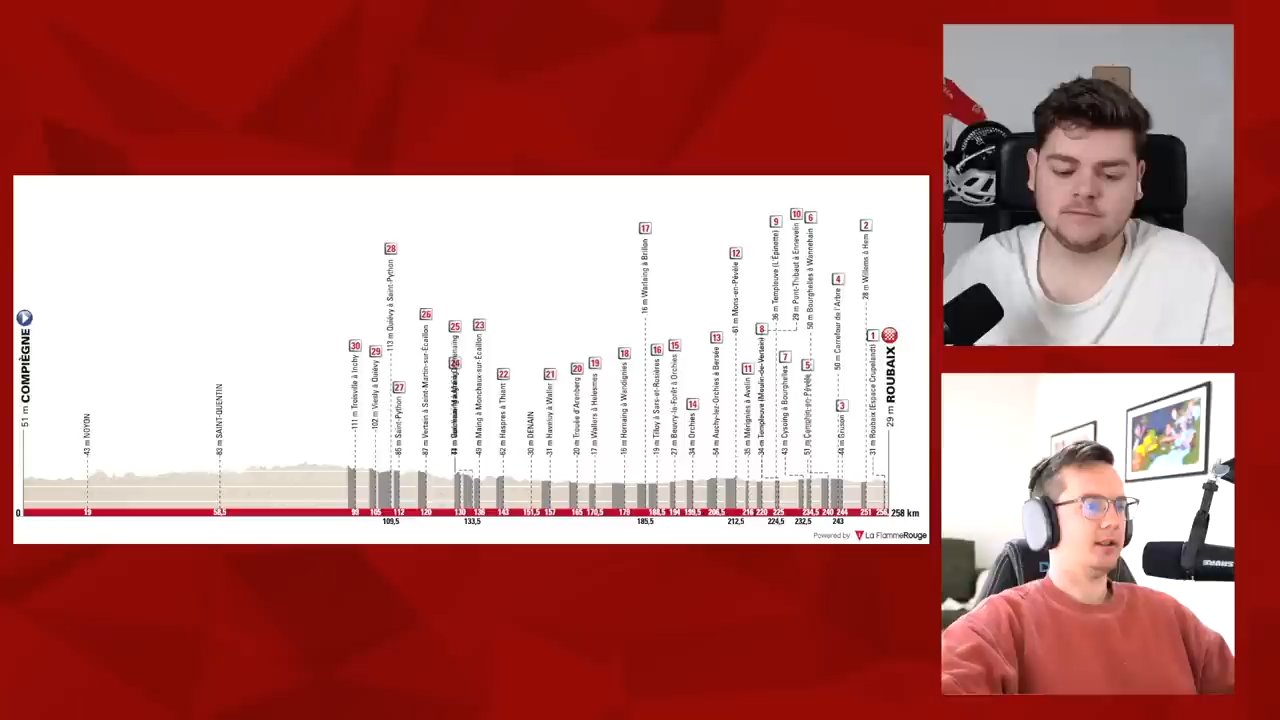 51 m COMPIÈGNE
43 m NOYON
83 m SAINT-QUENTIN
30
111 m Troisville à Inchy
29
102 m Viesly à Quiévy
28
113 m Quiévy à Saint-Python
27
85 m Saint-Python
26
87 m Vertain à Saint-Martin-sur-Écaillon
25
24
23
49 m Maing à Monchaux-sur-Écaillon
22
62 m Haspres à Thiant
30 m DENAIN
21
31 m Haveluy à Waller
20
20 m Trouée d'Arenberg
19
17 m Wallers à Helesmes
18
16 m Hornaing à Wandignies
17
16 m Warlaing à Brillon
16
19 m Tilloy à Sars-et-Rosières
15
27 m Beuvry-la-Forêt à Orchies
14
34 m Orchies
13
54 m Auchy-lez-Orchies à Bersée
12
61 m Mons-en-Pévèle
11
35 m Mérignies à Avelin
8
34 m Templeuve (Moulin-de-Vertain)
9
36 m Templeuve (L'Épinette)
7
43 m Cysoing à Bourghelles
10
28 m Pont-Thibaut à Ennevelin
6
50 m Bourghelles à Wannehain
5
51 m Camphin-en-Pévèle
4
50 m Carrefour de l'Arbre
3
44 m Gruson
2
28 m Willems à Hem
1
31 m Roubaix (Espace Crupelandt)
29 m ROUBAIX
0 19 58,5 99 105 112 120 130 136 143 151,5 157 165 170,5 179 188,5 194 199,5 206,5 216 220 225 234,5 240 244 251 258 km
109,5 133,5 185,5 212,5 224,5 232,5 243
Powered by La FlammeRouge
SHURE